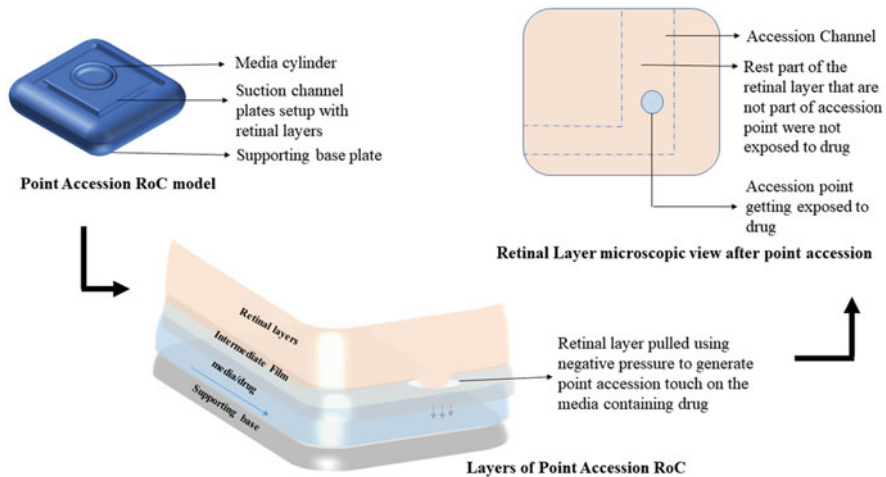 Media cylinder
Suction channel
plates setup with
retinal layers
Supporting base plate
Point Accession RoC model
Accession Channel
Rest part of the
retinal layer that are
not part of accession
point were not
exposed to drug
Accession point
getting exposed to
drug
Retinal Layer microscopic view after point accession
Retinal layers
Intermediate Film
media/drug
Supporting base
Retinal layer pulled using
negative pressure to generate
point accession touch on the
media containing drug
Layers of Point Accession RoC